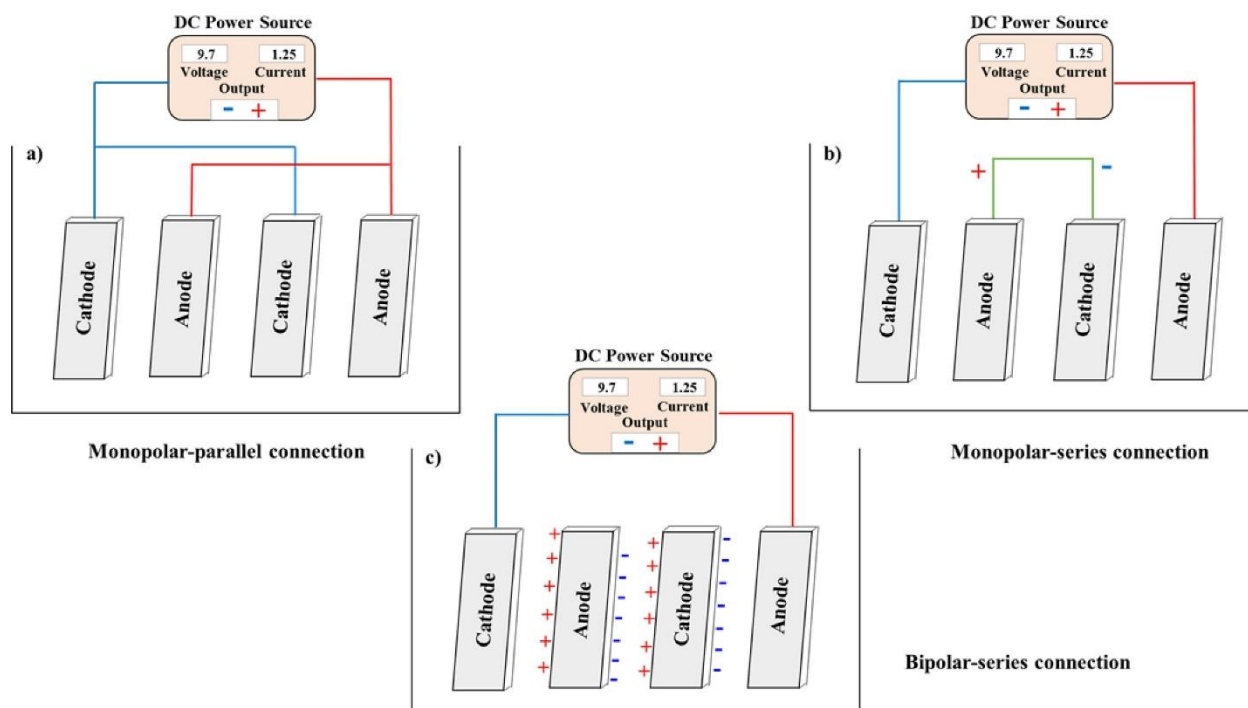 DC Power Source
9.7 1.25
Voltage Current
Output
- +
a)
Cathode
Anode
Cathode
Anode
Monopolar-parallel connection
DC Power Source
9.7 1.25
Voltage Current
Output
- +
b)
+ -
Cathode
Anode
Cathode
Anode
Monopolar-series connection
DC Power Source
9.7 1.25
Voltage Current
Output
- +
c)
Cathode
Anode
Cathode
Anode
Bipolar-series connection